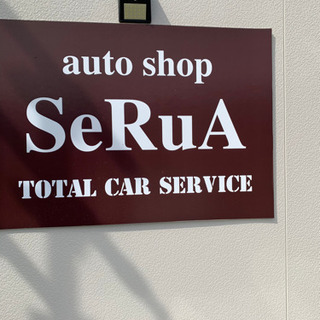 auto shop
SeRuA
TOTAL CAR SERVICE